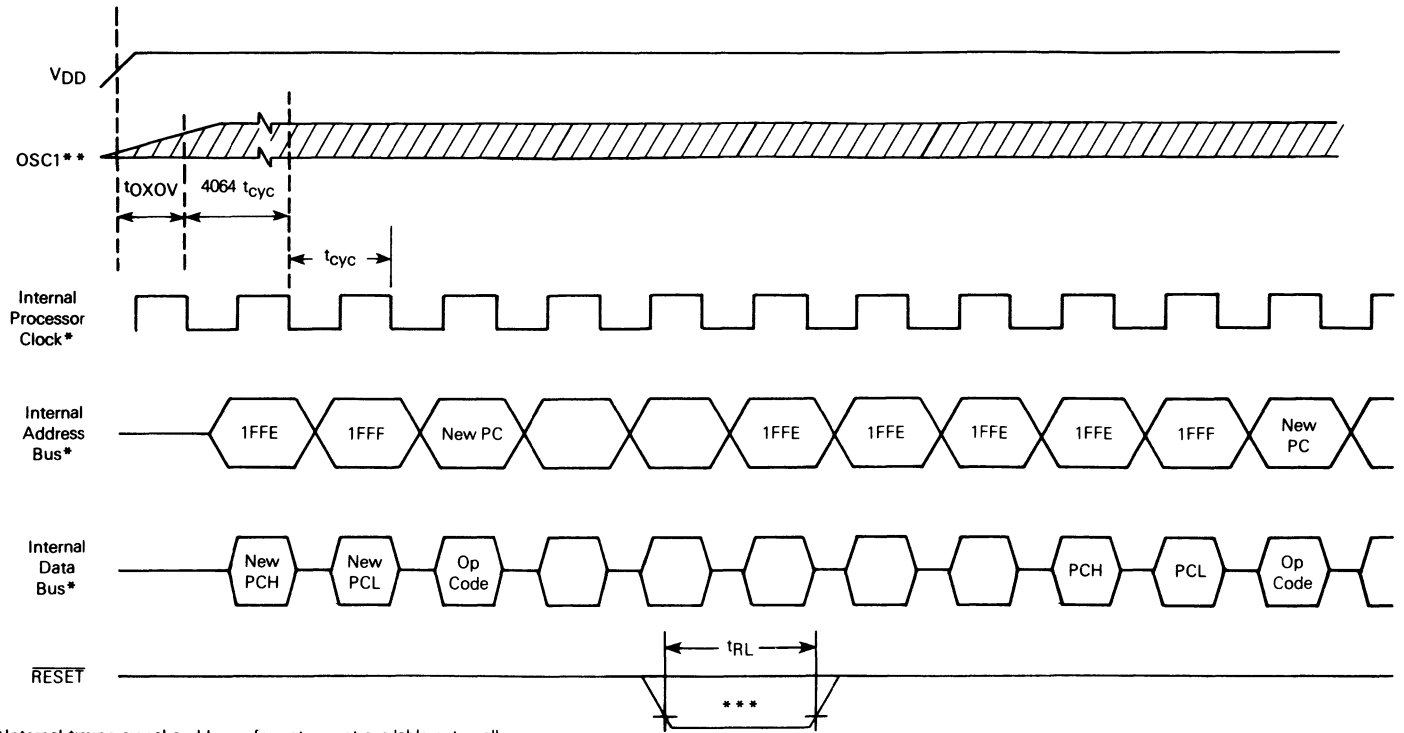 VDD
OSC1**
tOXOV
4064 tcyc
tcyc
Internal
Processor
Clock*
Internal
Address
Bus*
1FFE
1FFF
New PC
1FFE
1FFE
1FFE
1FFE
1FFF
New
PC
Internal
Data
Bus*
New
PCH
New
PCL
Op
Code
PCH
PCL
Op
Code
RESET
tRL
***